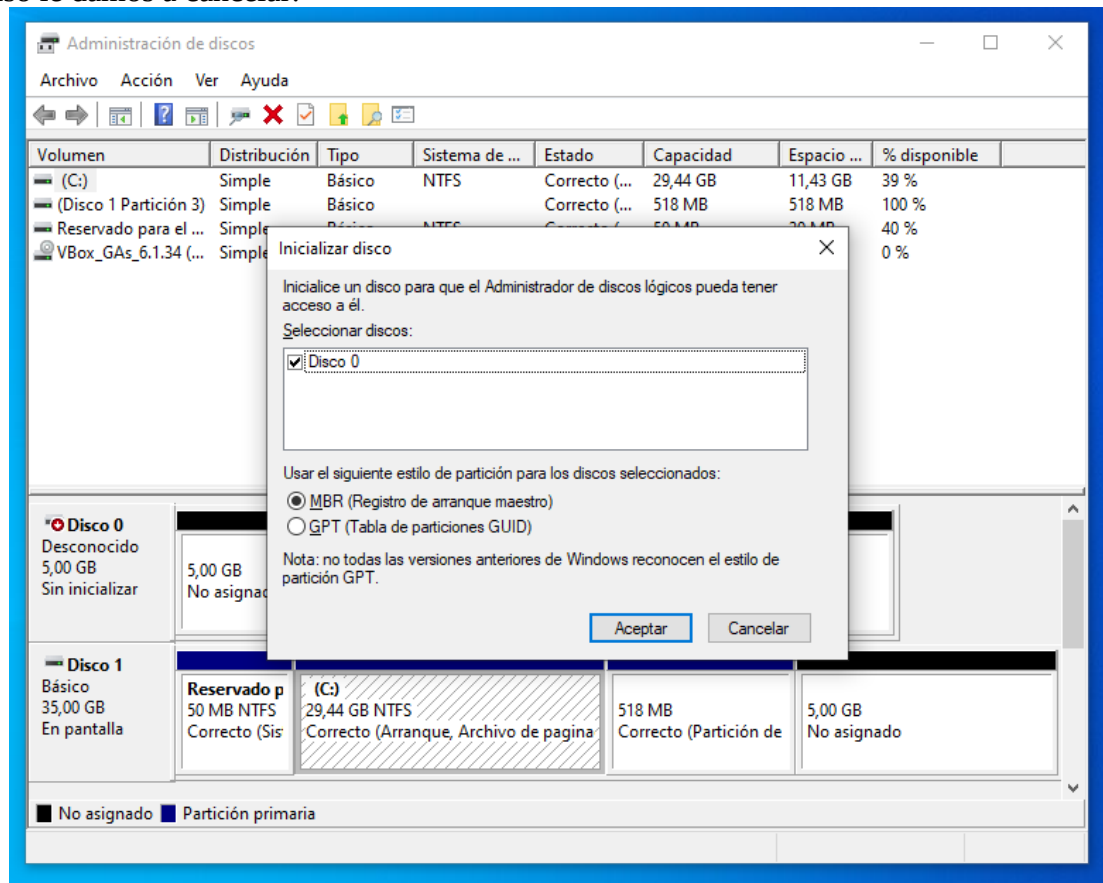 Administración de discos
Archivo Acción Ver Ayuda
Volumen Distribución Tipo Sistema de ... Estado Capacidad Espacio ... % disponible
(C:) Simple Básico NTFS Correcto (... 29,44 GB 11,43 GB 39 %
(Disco 1 Partición 3) Simple Básico Correcto (... 518 MB 518 MB 100 %
Reservado para el ... Simple 40 %
VBox_GAs_6.1.34 (... Simple 0 %
Inicializar disco
Inicialice un disco para que el Administrador de discos lógicos pueda tener
acceso a él.
Seleccionar discos:
Disco 0
Usar el siguiente estilo de partición para los discos seleccionados:
MBR (Registro de arranque maestro)
GPT (Tabla de particiones GUID)
Nota: no todas las versiones anteriores de Windows reconocen el estilo de
partición GPT.
Aceptar Cancelar
Disco 0
Desconocido
5,00 GB
Sin inicializar
5,00 GB
No asignad
Disco 1
Básico
35,00 GB
En pantalla
Reservado p
50 MB NTFS
Correcto (Sis
(C:)
29,44 GB NTFS
Correcto (Arranque, Archivo de pagina
518 MB
Correcto (Partición de
5,00 GB
No asignado
No asignado Partición primaria